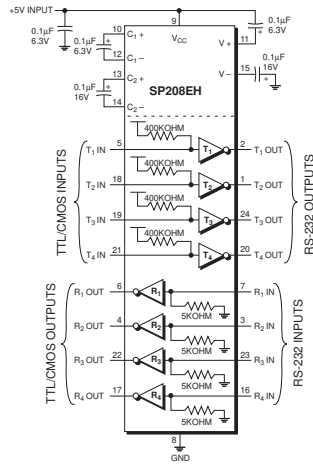 +5V INPUT
0.1µF
6.3V
0.1µF
6.3V
10
C1 +
12
C1 –
9
VCC
11
V +
0.1µF
6.3V
0.1µF
16V
13
C2 +
14
C2 –
15
V –
0.1µF
16V
SP208EH
TTL/CMOS INPUTS
RS-232 OUTPUTS
400KOHM
T1 IN
5
T1
2
T1 OUT
400KOHM
T2 IN
18
T2
1
T2 OUT
400KOHM
T3 IN
19
T3
24
T3 OUT
400KOHM
T4 IN
21
T4
20
T4 OUT
TTL/CMOS OUTPUTS
RS-232 INPUTS
R1 OUT
6
R1
7
R1 IN
5KOHM
R2 OUT
4
R2
3
R2 IN
5KOHM
R3 OUT
22
R3
23
R3 IN
5KOHM
R4 OUT
17
R4
16
R4 IN
5KOHM
8
GND